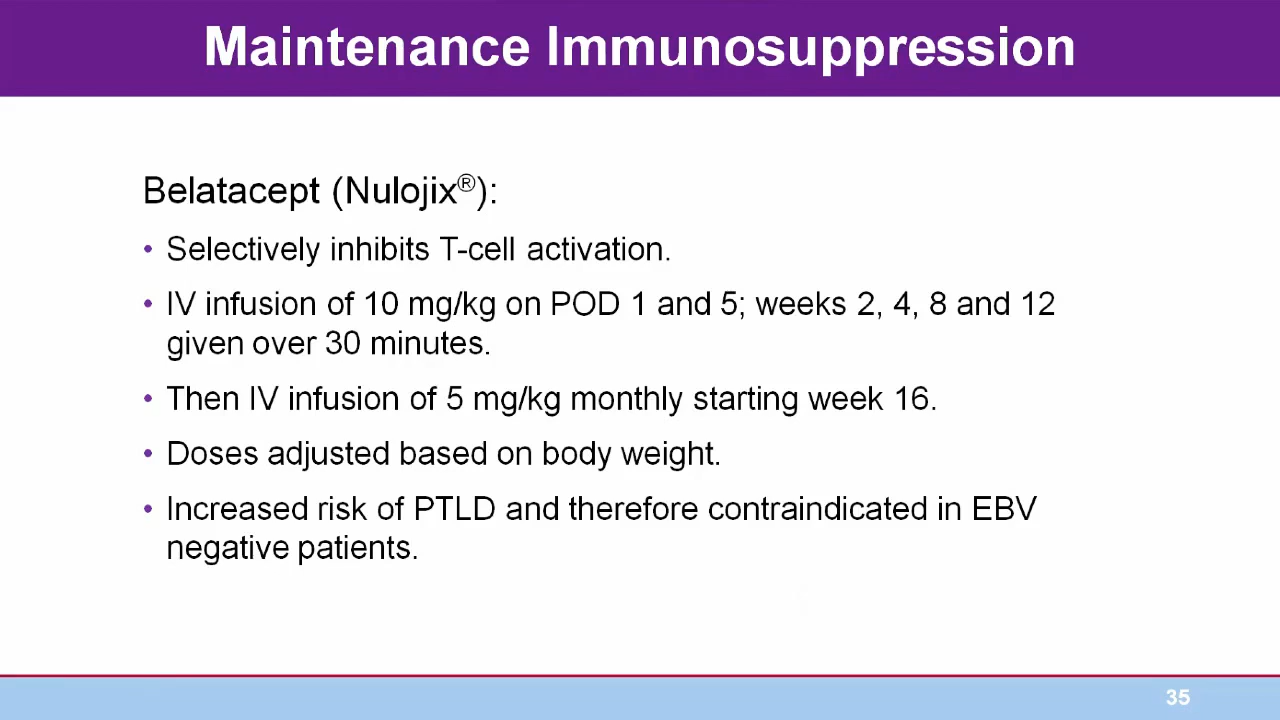 Maintenance Immunosuppression
Belatacept (Nulojix®):
• Selectively inhibits T-cell activation.
• IV infusion of 10 mg/kg on POD 1 and 5; weeks 2, 4, 8 and 12
given over 30 minutes.
• Then IV infusion of 5 mg/kg monthly starting week 16.
• Doses adjusted based on body weight.
• Increased risk of PTLD and therefore contraindicated in EBV
negative patients.
35